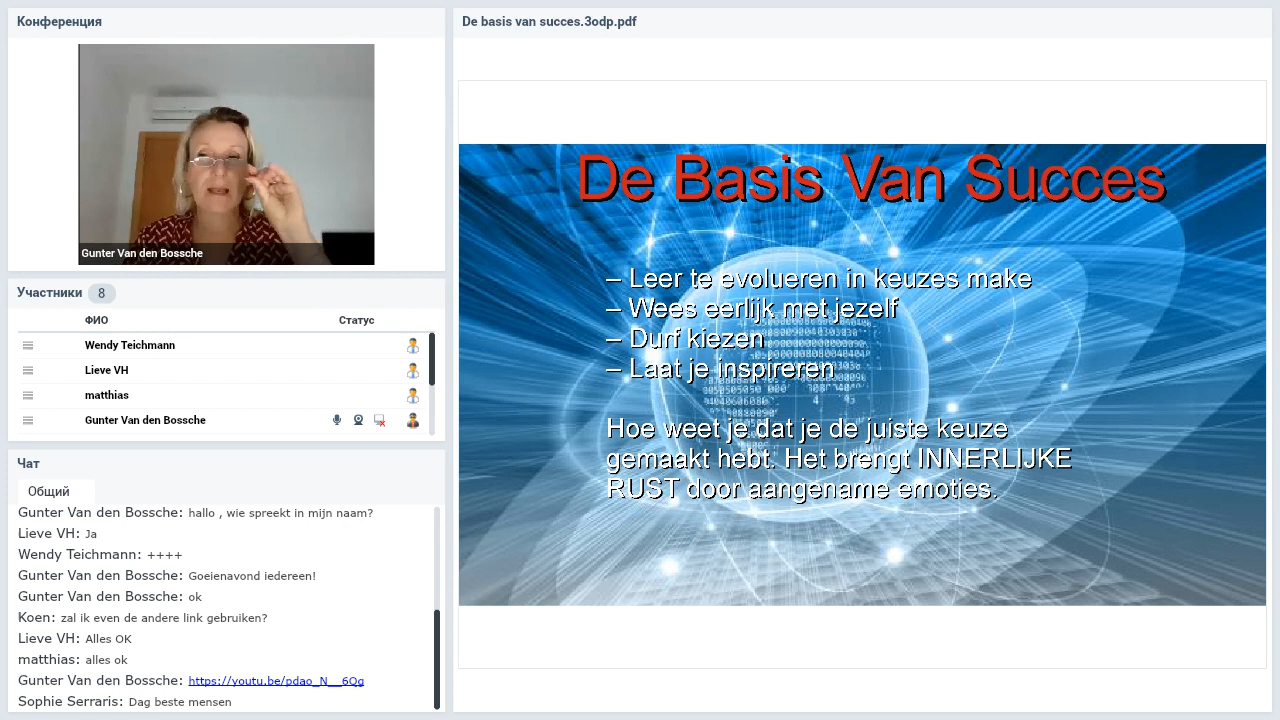 Конференция
Gunter Van den Bossche
Участники 8
ФИО Статус
Wendy Teichmann
Lieve VH
matthias
Gunter Van den Bossche
Чат
Общий
Gunter Van den Bossche: hallo , wie spreekt in mijn naam?
Lieve VH: Ja
Wendy Teichmann: ++++
Gunter Van den Bossche: Goeienavond iedereen!
Gunter Van den Bossche: ok
Koen: zal ik even de andere link gebruiken?
Lieve VH: Alles OK
matthias: alles ok
Gunter Van den Bossche: https://youtu.be/pdao_N__6Qg
Sophie Serraris: Dag beste mensen
De basis van succes.3odp.pdf
De Basis Van Succes
– Leer te evolueren in keuzes make
– Wees eerlijk met jezelf
– Durf kiezen
– Laat je inspireren
Hoe weet je dat je de juiste keuze
gemaakt hebt. Het brengt INNERLIJKE
RUST door aangename emoties.